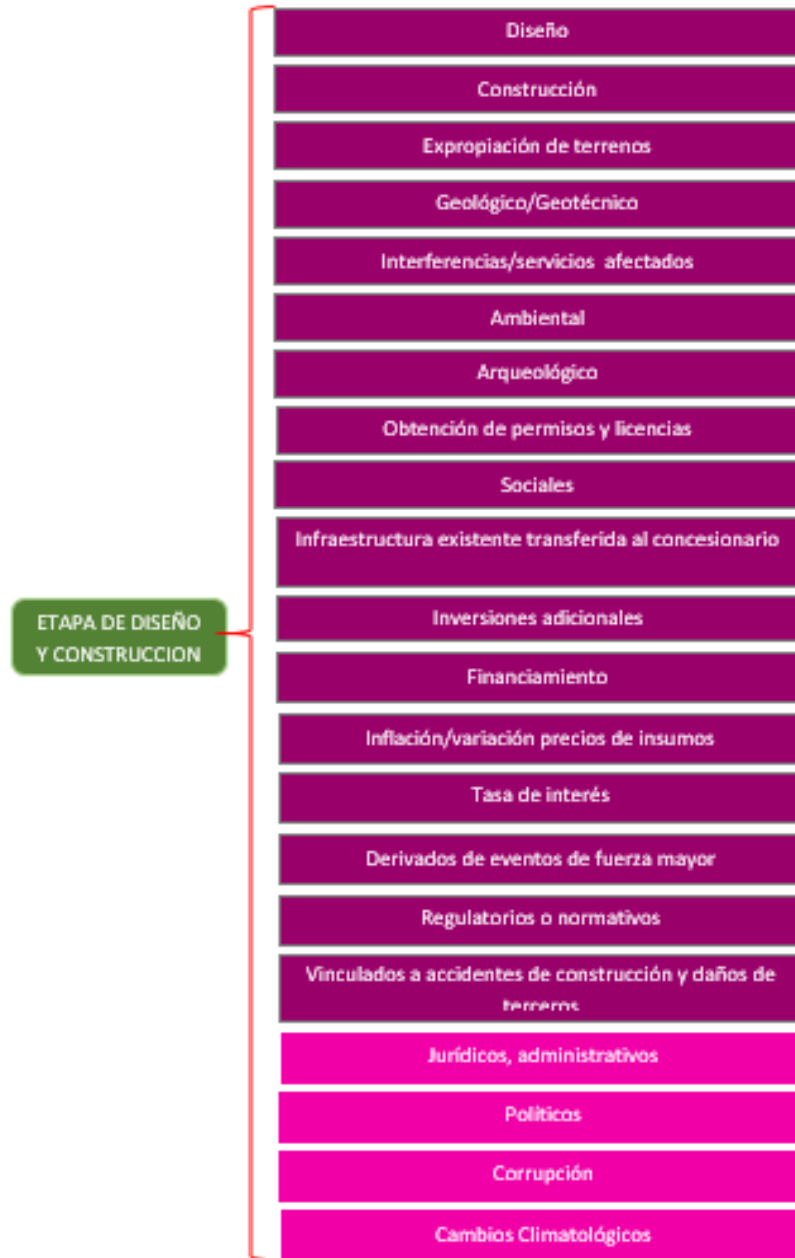 Diseño
Construcción
Expropiación de terrenos
Geológico/Geotécnico
Interferencias/servicios afectados
Ambiental
Arqueológico
Obtención de permisos y licencias
Sociales
Infraestructura existente transferida al concesionario
ETAPA DE DISEÑO
Y CONSTRUCCION
Inversiones adicionales
Financiamiento
Inflación/variación precios de insumos
Tasa de interés
Derivados de eventos de fuerza mayor
Regulatorios o normativos
Vinculados a accidentes de construcción y daños de
terceros
Jurídicos, administrativos
Políticos
Corrupción
Cambios Climatológicos